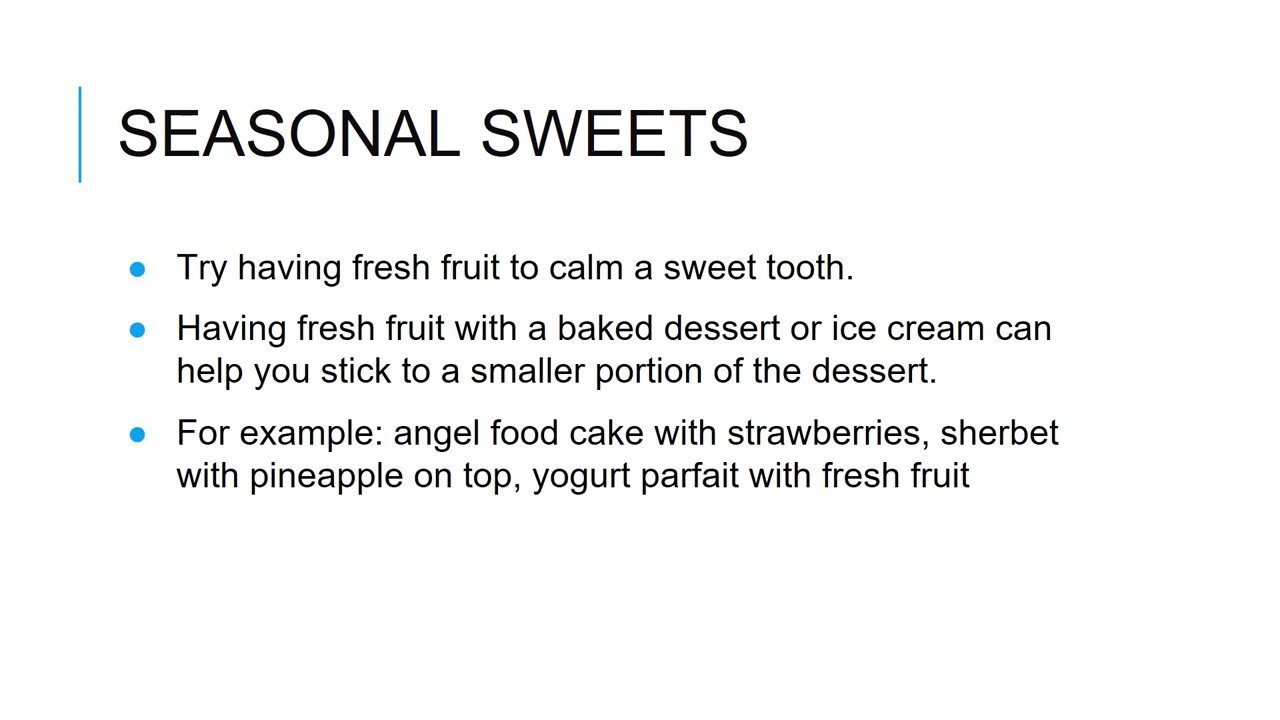 SEASONAL SWEETS
Try having fresh fruit to calm a sweet tooth.
Having fresh fruit with a baked dessert or ice cream can
help you stick to a smaller portion of the dessert.
For example: angel food cake with strawberries, sherbet
with pineapple on top, yogurt parfait with fresh fruit